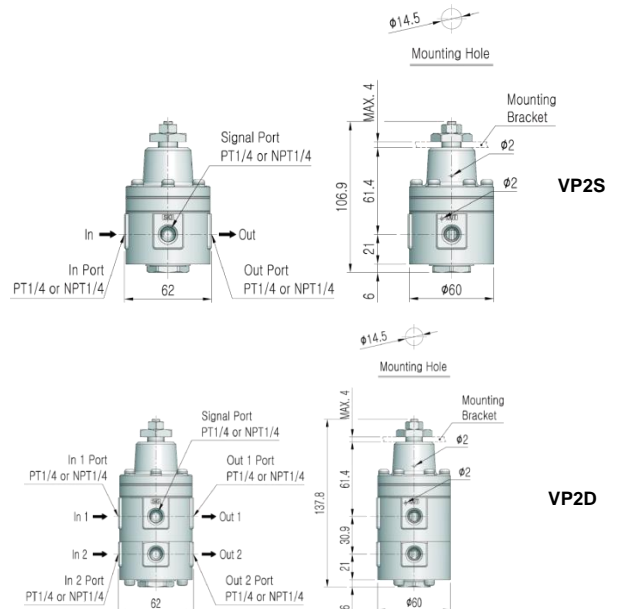 ϕ14.5
Mounting Hole
MAX. 4
Mounting
Bracket
Signal Port
PT1/4 or NPT1/4
ϕ2
ϕ2
VP2S
106.9
61.4
21
6
In
Out
In Port
PT1/4 or NPT1/4
Out Port
PT1/4 or NPT1/4
62
ϕ60
ϕ14.5
Mounting Hole
MAX. 4
Mounting
Bracket
Signal Port
PT1/4 or NPT1/4
In 1 Port
PT1/4 or NPT1/4
Out 1 Port
PT1/4 or NPT1/4
ϕ2
ϕ2
VP2D
137.8
61.4
30.9
21
6
In 1
Out 1
In 2
Out 2
In 2 Port
PT1/4 or NPT1/4
Out 2 Port
PT1/4 or NPT1/4
62
ϕ60